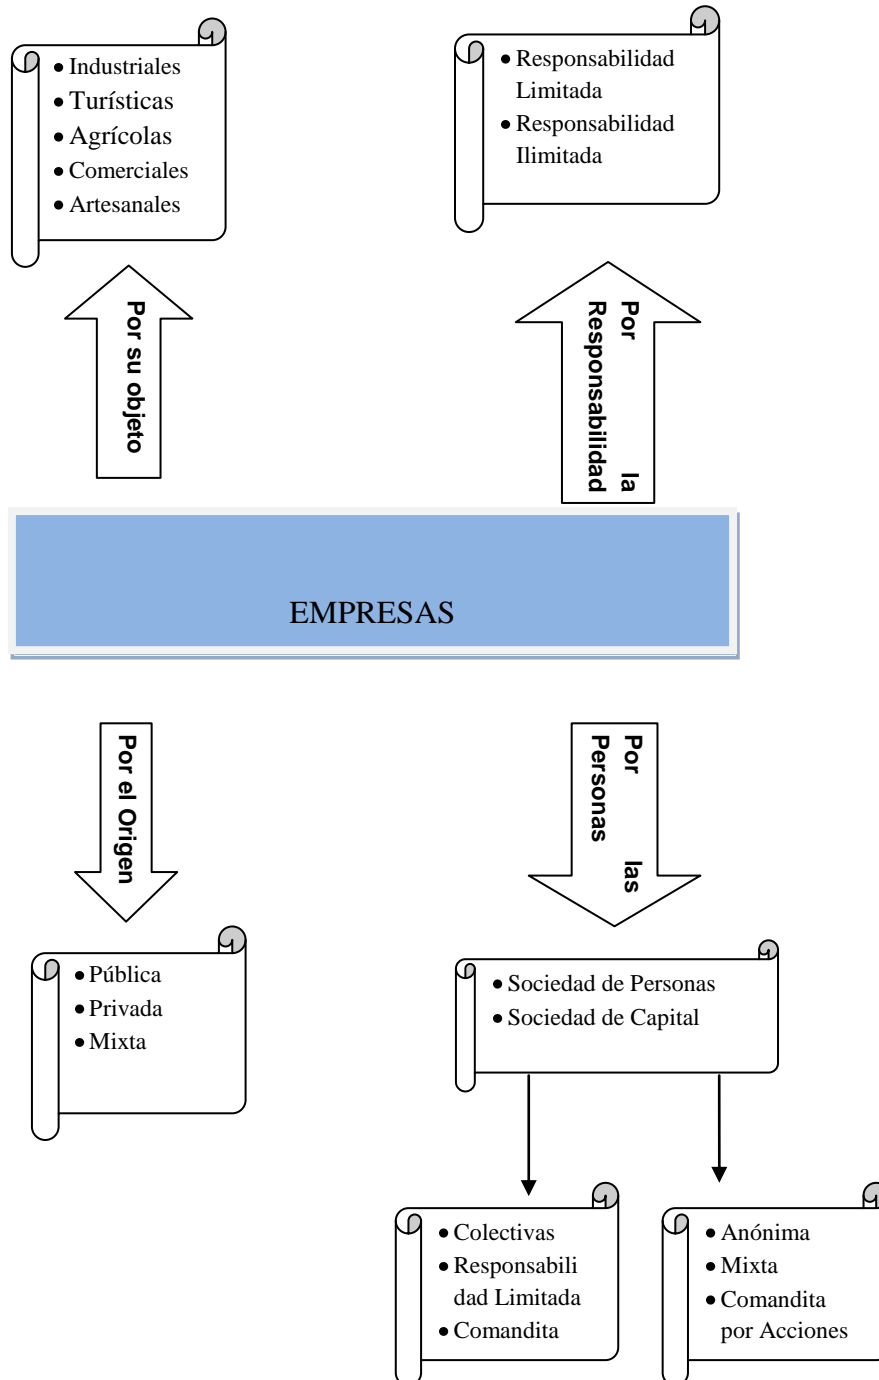 • Industriales
• Turísticas
• Agrícolas
• Comerciales
• Artesanales
• Responsabilidad
Limitada
• Responsabilidad
Ilimitada
Por su objeto
Por la
Responsabilidad
EMPRESAS
Por el Origen
Por las
Personas
• Pública
• Privada
• Mixta
• Sociedad de Personas
• Sociedad de Capital
• Colectivas
• Responsabili
dad Limitada
• Comandita
• Anónima
• Mixta
• Comandita
por Acciones